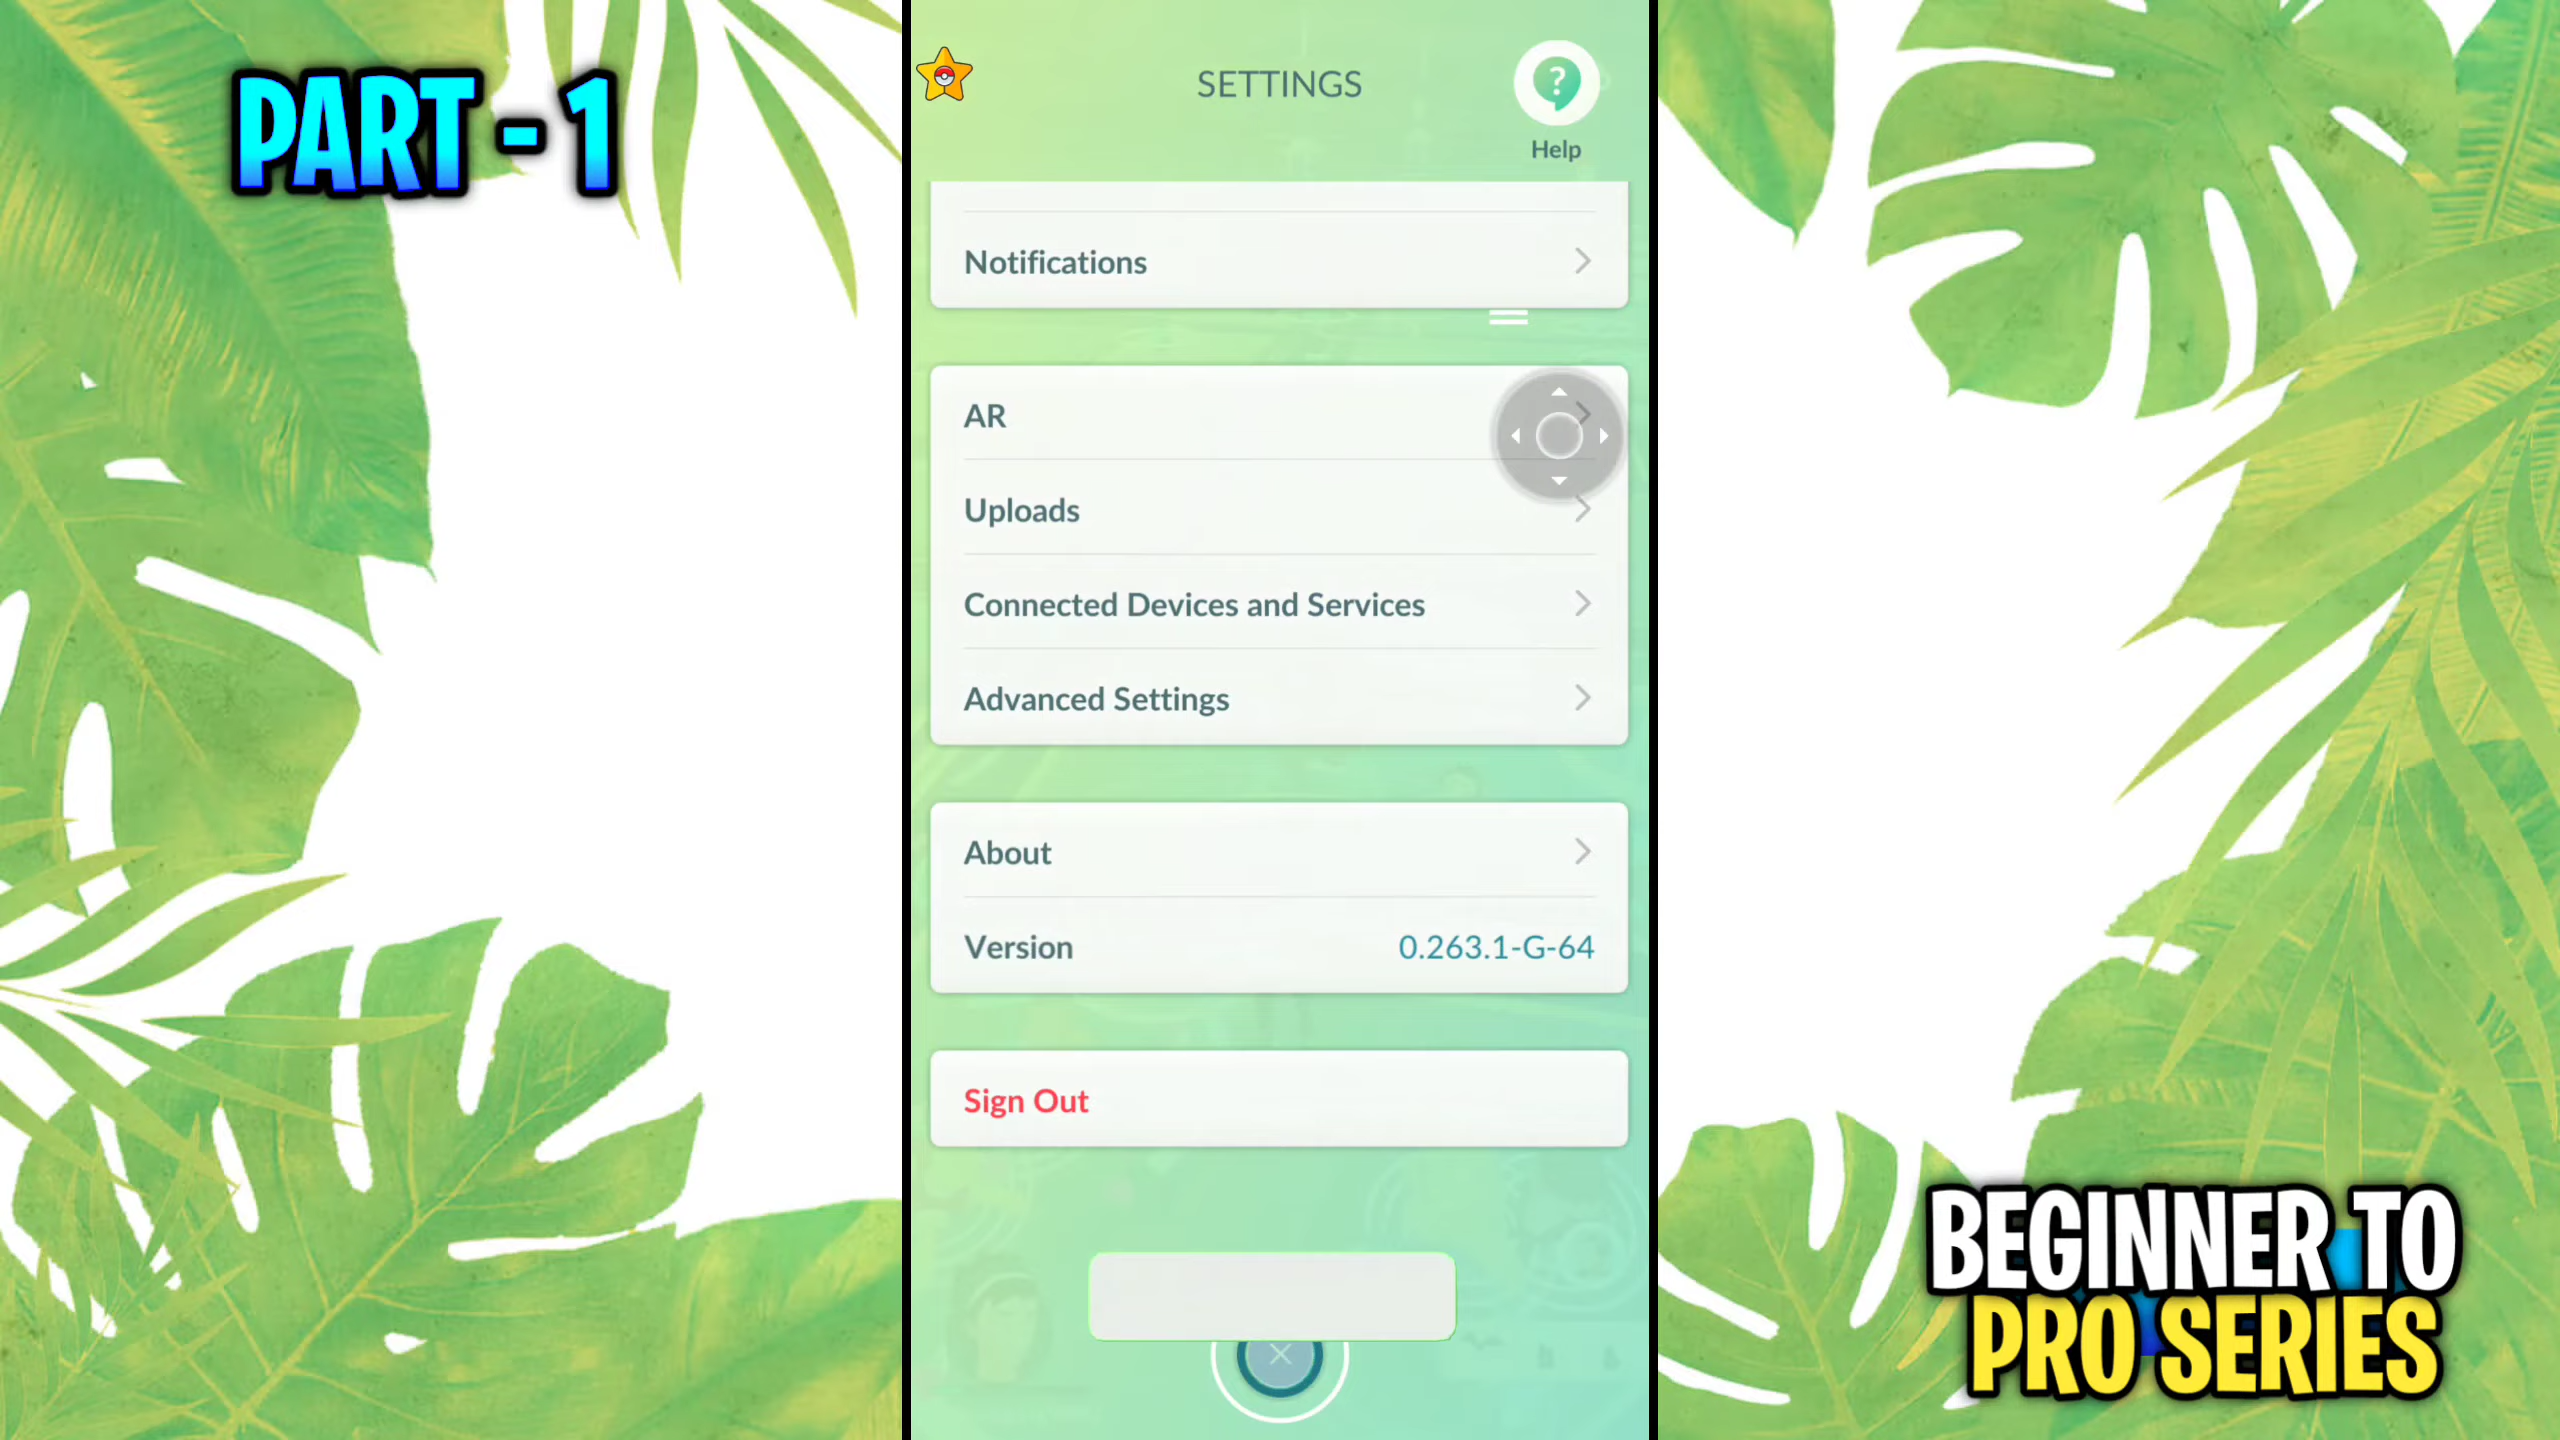 PART - 1
SETTINGS
Help
Notifications
AR
Uploads
Connected Devices and Services
Advanced Settings
About
Version 0.263.1-G-64
Sign Out
BEGINNER TO
PRO SERIES